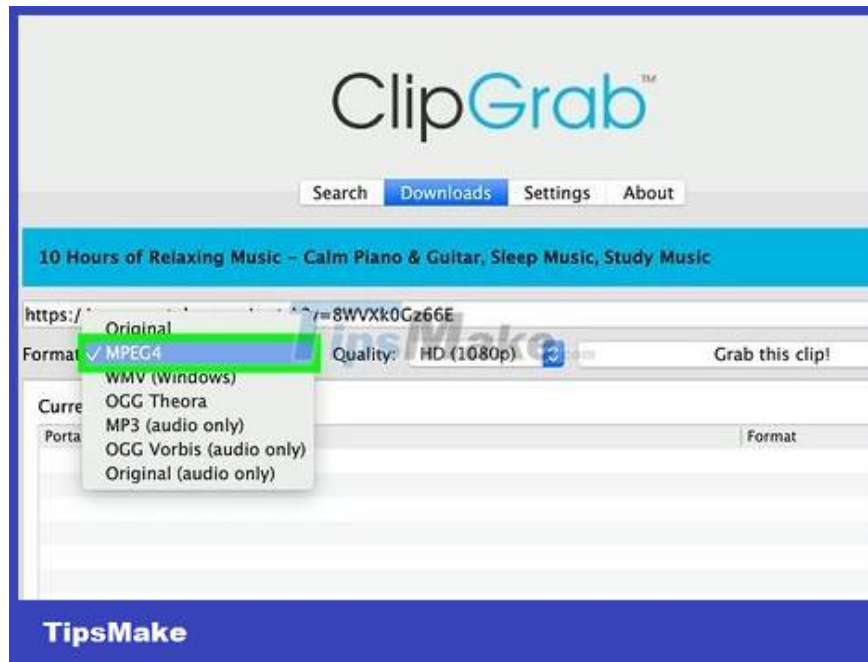 ClipGrab™
Search Downloads Settings About
10 Hours of Relaxing Music – Calm Piano & Guitar, Sleep Music, Study Music
https:/ ?v=8WVXk0Gz66E
Original
Format ✓ MPEG4 Quality: HD (1080p) Grab this clip!
WMV (Windows)
Curre OGG Theora
Porta MP3 (audio only) Format
OGG Vorbis (audio only)
Original (audio only)
TipsMake.com
TipsMake